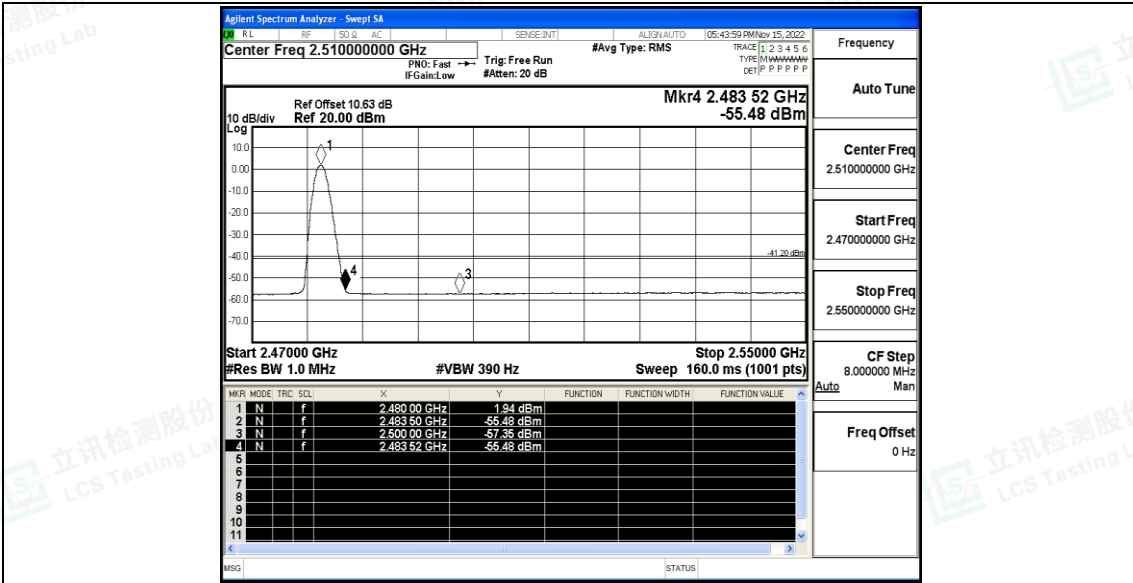 Agilent Spectrum Analyzer - Swept SA
LXI RL RF 50 Ω AC SENSE:INT ALIGN AUTO 05:43:59 PM Nov 15, 2022
Center Freq 2.510000000 GHz
PNO: Fast
IFGain:Low
Trig: Free Run
#Atten: 20 dB
#Avg Type: RMS
TRACE 1 2 3 4 5 6
TYPE M WWWWW
DET P P P P P P
Mkr4 2.483 52 GHz
-55.48 dBm
Ref Offset 10.63 dB
10 dB/div Ref 20.00 dBm
Log
10.0
0.00
-10.0
-20.0
-30.0
-40.0
-50.0
-60.0
-70.0
1
4
3
-41.20 dBm
Start 2.47000 GHz Stop 2.55000 GHz
#Res BW 1.0 MHz #VBW 390 Hz Sweep 160.0 ms (1001 pts)
MKR MODE TRC SCL X Y FUNCTION FUNCTION WIDTH FUNCTION VALUE
1 N f 2.480 00 GHz 1.94 dBm
2 N f 2.483 50 GHz -55.48 dBm
3 N f 2.500 00 GHz -57.35 dBm
4 N f 2.483 52 GHz -55.48 dBm
5
6
7
8
9
10
11
MSG STATUS
Frequency
Auto Tune
Center Freq
2.510000000 GHz
Start Freq
2.470000000 GHz
Stop Freq
2.550000000 GHz
CF Step
8.000000 MHz
Auto Man
Freq Offset
0 Hz
立讯检测股份
LCS Testing Lab
立讯检测股份
LCS Testing L